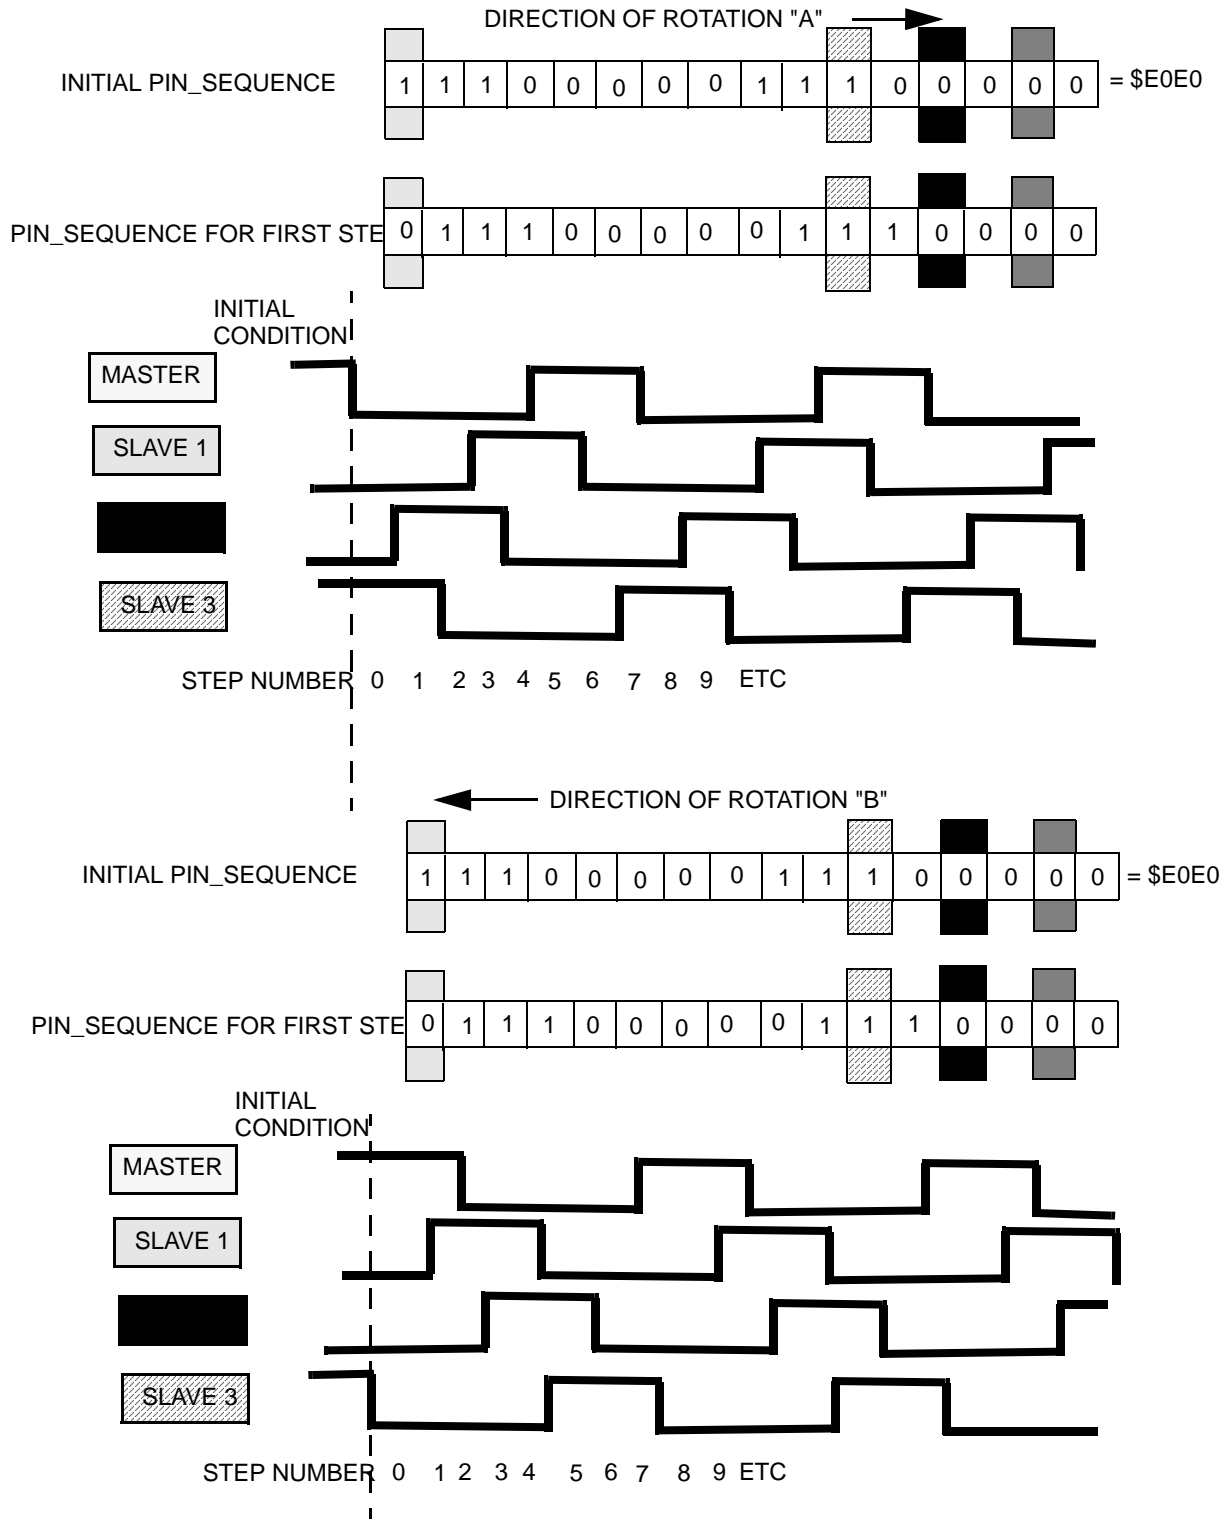 DIRECTION OF ROTATION "A"
INITIAL PIN_SEQUENCE 1 1 1 0 0 0 0 0 1 1 1 0 0 0 0 0 = $E0E0
PIN_SEQUENCE FOR FIRST STE 0 1 1 1 0 0 0 0 0 1 1 1 0 0 0 0
INITIAL
CONDITION
MASTER
SLAVE 1
SLAVE 3
STEP NUMBER 0 1 2 3 4 5 6 7 8 9 ETC
DIRECTION OF ROTATION "B"
INITIAL PIN_SEQUENCE 1 1 1 0 0 0 0 0 1 1 1 0 0 0 0 0 = $E0E0
PIN_SEQUENCE FOR FIRST STE 0 1 1 1 0 0 0 0 0 1 1 1 0 0 0 0
INITIAL
CONDITION
MASTER
SLAVE 1
SLAVE 3
STEP NUMBER 0 1 2 3 4 5 6 7 8 9 ETC